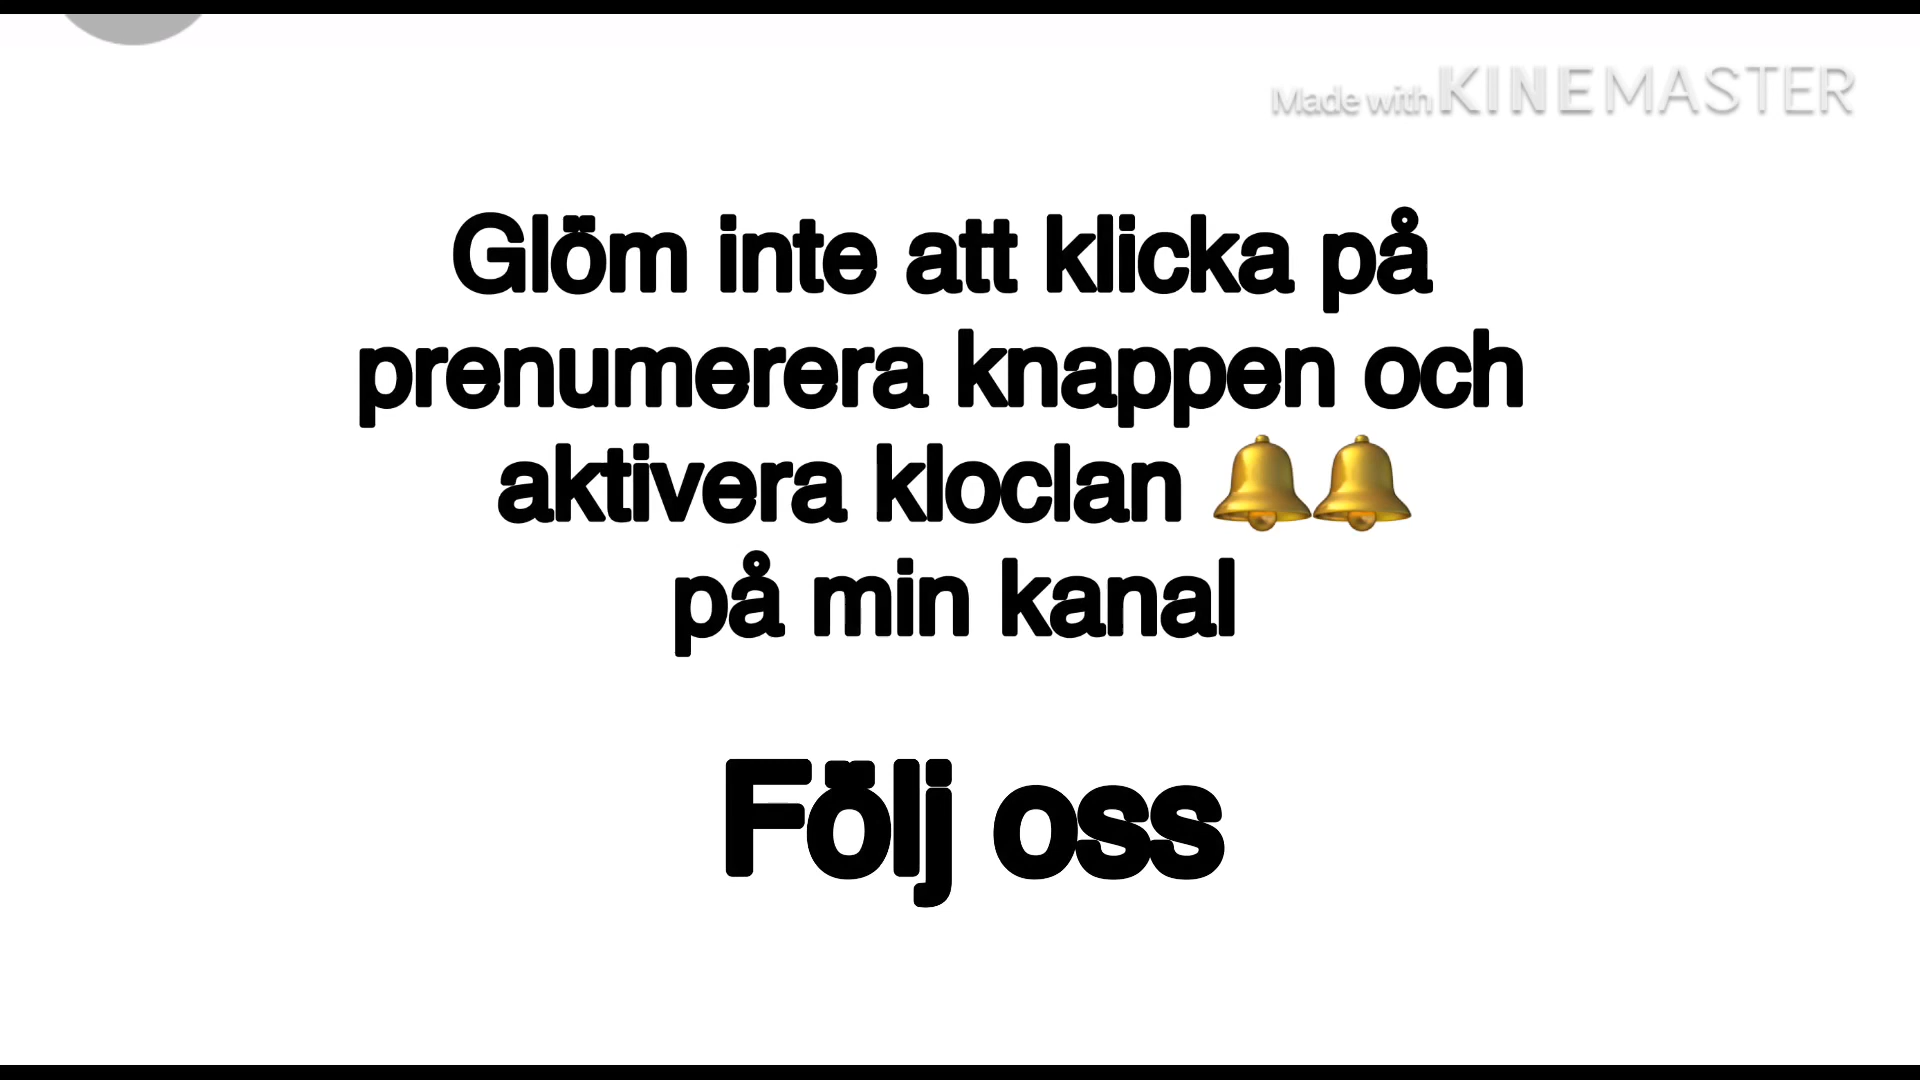 Made with KINEMASTER
Glöm inte att klicka på
prenumerera knappen och
aktivera kloclan 🔔🔔
på min kanal
Följ oss